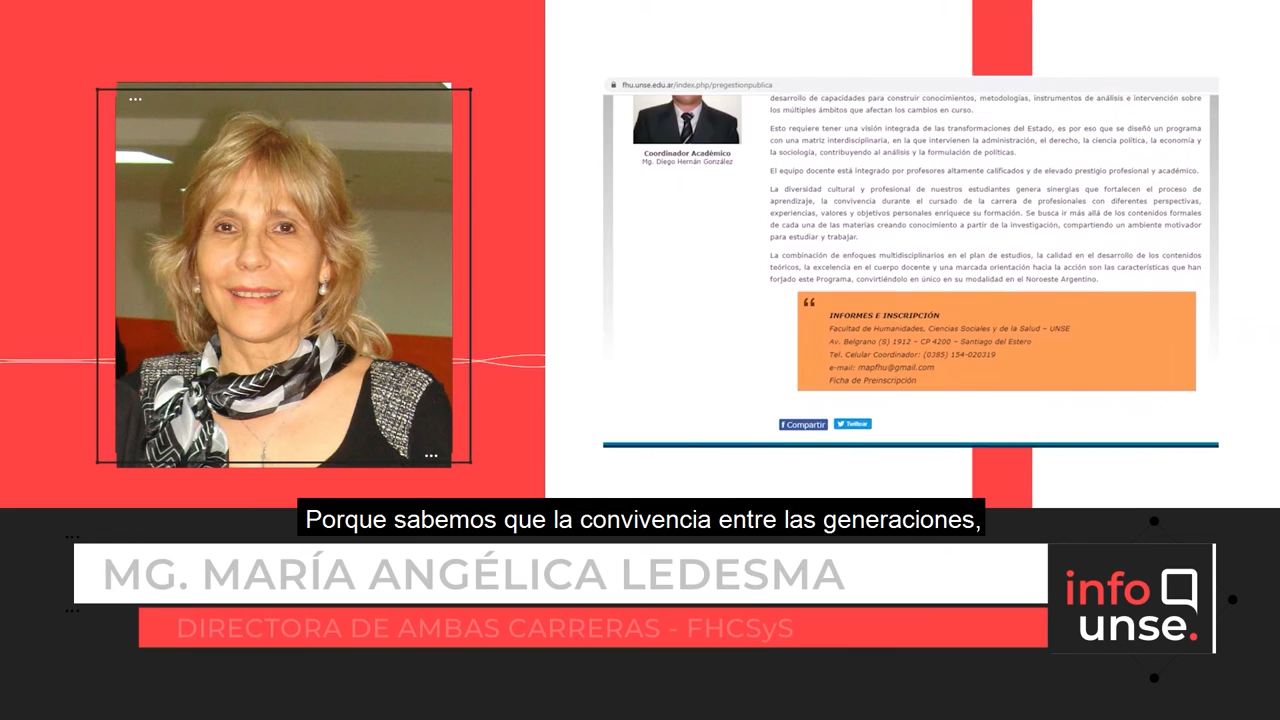 fhu.unse.edu.ar/index.php/pregestionpublica
Coordinador Académico
Mg. Diego Hernán González
desarrollo de capacidades para construir conocimientos, metodologías, instrumentos de análisis e intervención sobre
los múltiples ámbitos que afectan los cambios en curso.
Esto requiere tener una visión integrada de las transformaciones del Estado, es por eso que se diseñó un programa
con una matriz interdisciplinaria, en la que intervienen la administración, el derecho, la ciencia política, la economía y
la sociología, contribuyendo al análisis y la formulación de políticas.
El equipo docente está integrado por profesores altamente calificados y de elevado prestigio profesional y académico.
La diversidad cultural y profesional de nuestros estudiantes genera sinergias que fortalecen el proceso de
aprendizaje, la convivencia durante el cursado de la carrera de profesionales con diferentes perspectivas,
experiencias, valores y objetivos personales enriquece su formación. Se busca ir más allá de los contenidos formales
de cada una de las materias creando conocimiento a partir de la investigación, compartiendo un ambiente motivador
para estudiar y trabajar.
La combinación de enfoques multidisciplinarios en el plan de estudios, la calidad en el desarrollo de los contenidos
teóricos, la excelencia en el cuerpo docente y una marcada orientación hacia la acción son las características que han
forjado este Programa, convirtiéndolo en único en su modalidad en el Noroeste Argentino.
INFORMES E INSCRIPCIÓN
Facultad de Humanidades, Ciencias Sociales y de la Salud – UNSE
Av. Belgrano (S) 1912 – CP 4200 – Santiago del Estero
Tel. Celular Coordinador: (0385) 154-020319
e-mail: mapfhu@gmail.com
Ficha de Preinscripción
Compartir
Twittear
Porque sabemos que la convivencia entre las generaciones,
MG. MARÍA ANGÉLICA LEDESMA
DIRECTORA DE AMBAS CARRERAS - FHCSyS
info
unse.